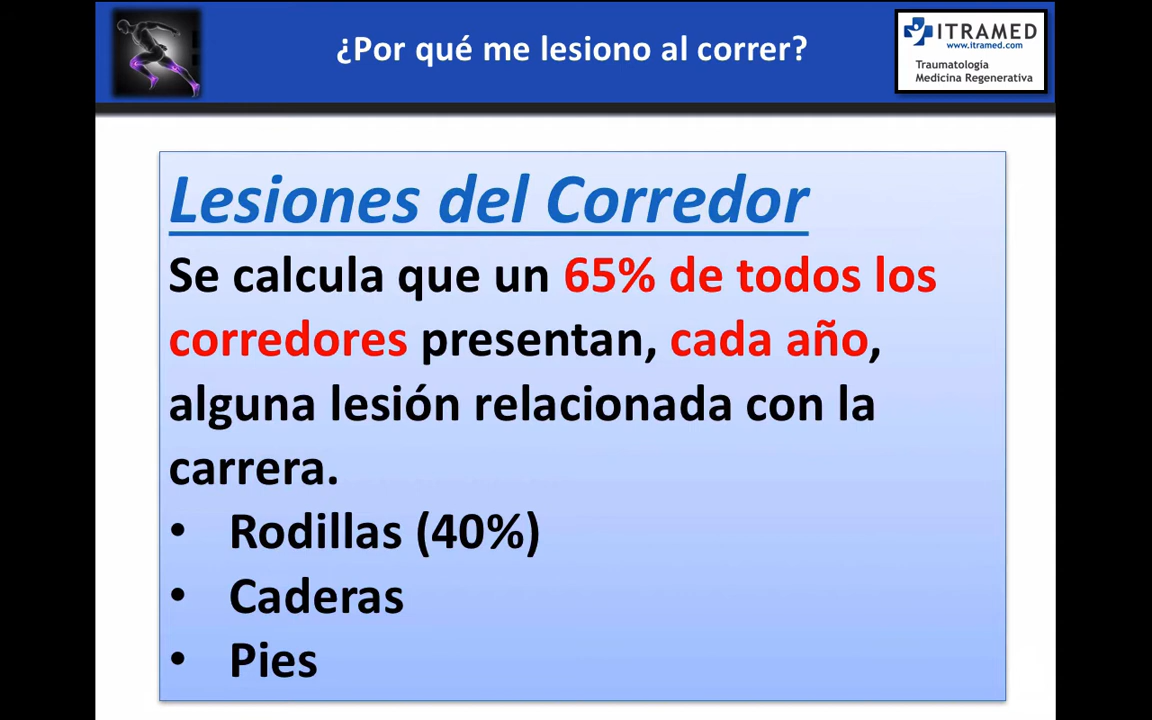 ¿Por qué me lesiono al correr?
ITRAMED
www.itramed.com
Traumatología
Medicina Regenerativa
Lesiones del Corredor
Se calcula que un 65% de todos los
corredores presentan, cada año,
alguna lesión relacionada con la
carrera.
• Rodillas (40%)
• Caderas
• Pies